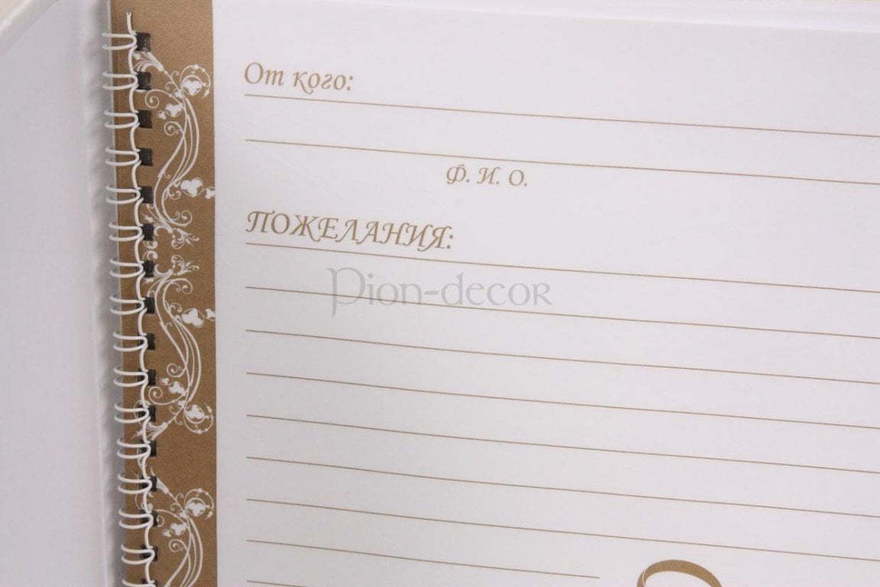 От кого:
Ф. И. О.
ПОЖЕЛАНИЯ:
Pion-decor